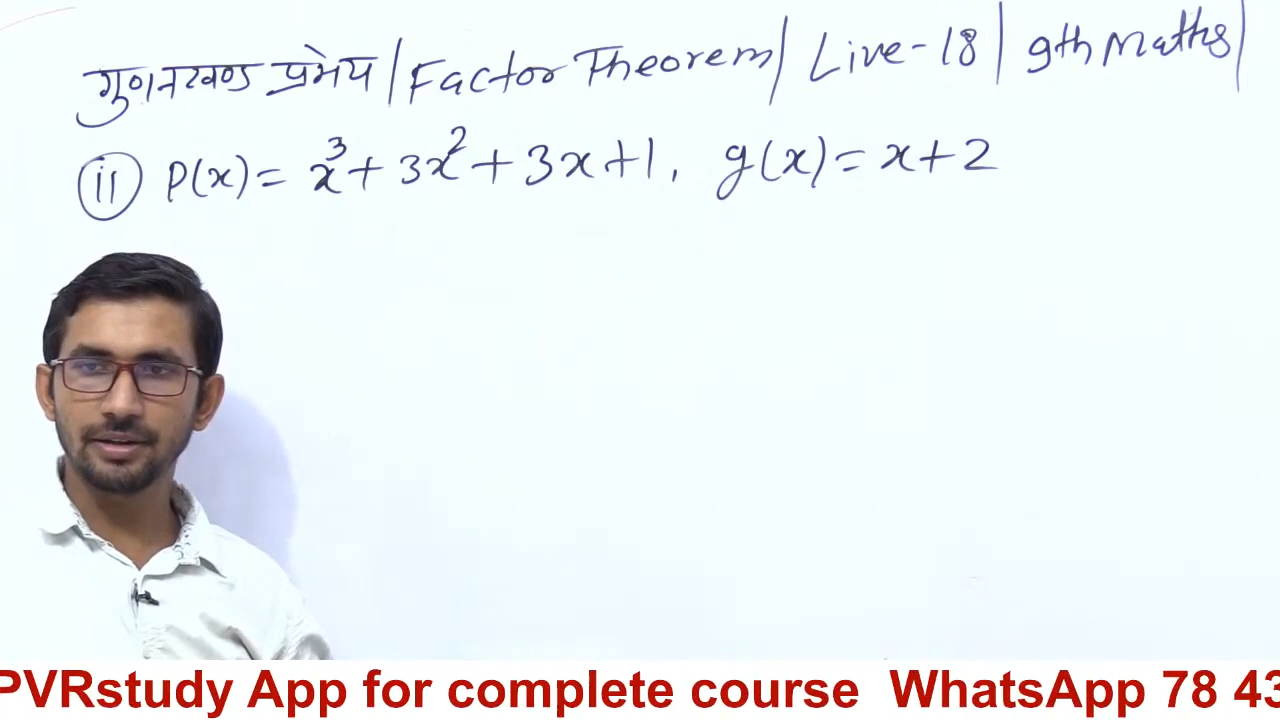 गुणनखण्ड प्रमेय / Factor Theorem / Live-18 | 9th Maths |
(ii) P(x) = x³ + 3x² + 3x + 1, g(x) = x + 2
PVRstudy App for complete course WhatsApp 78 43